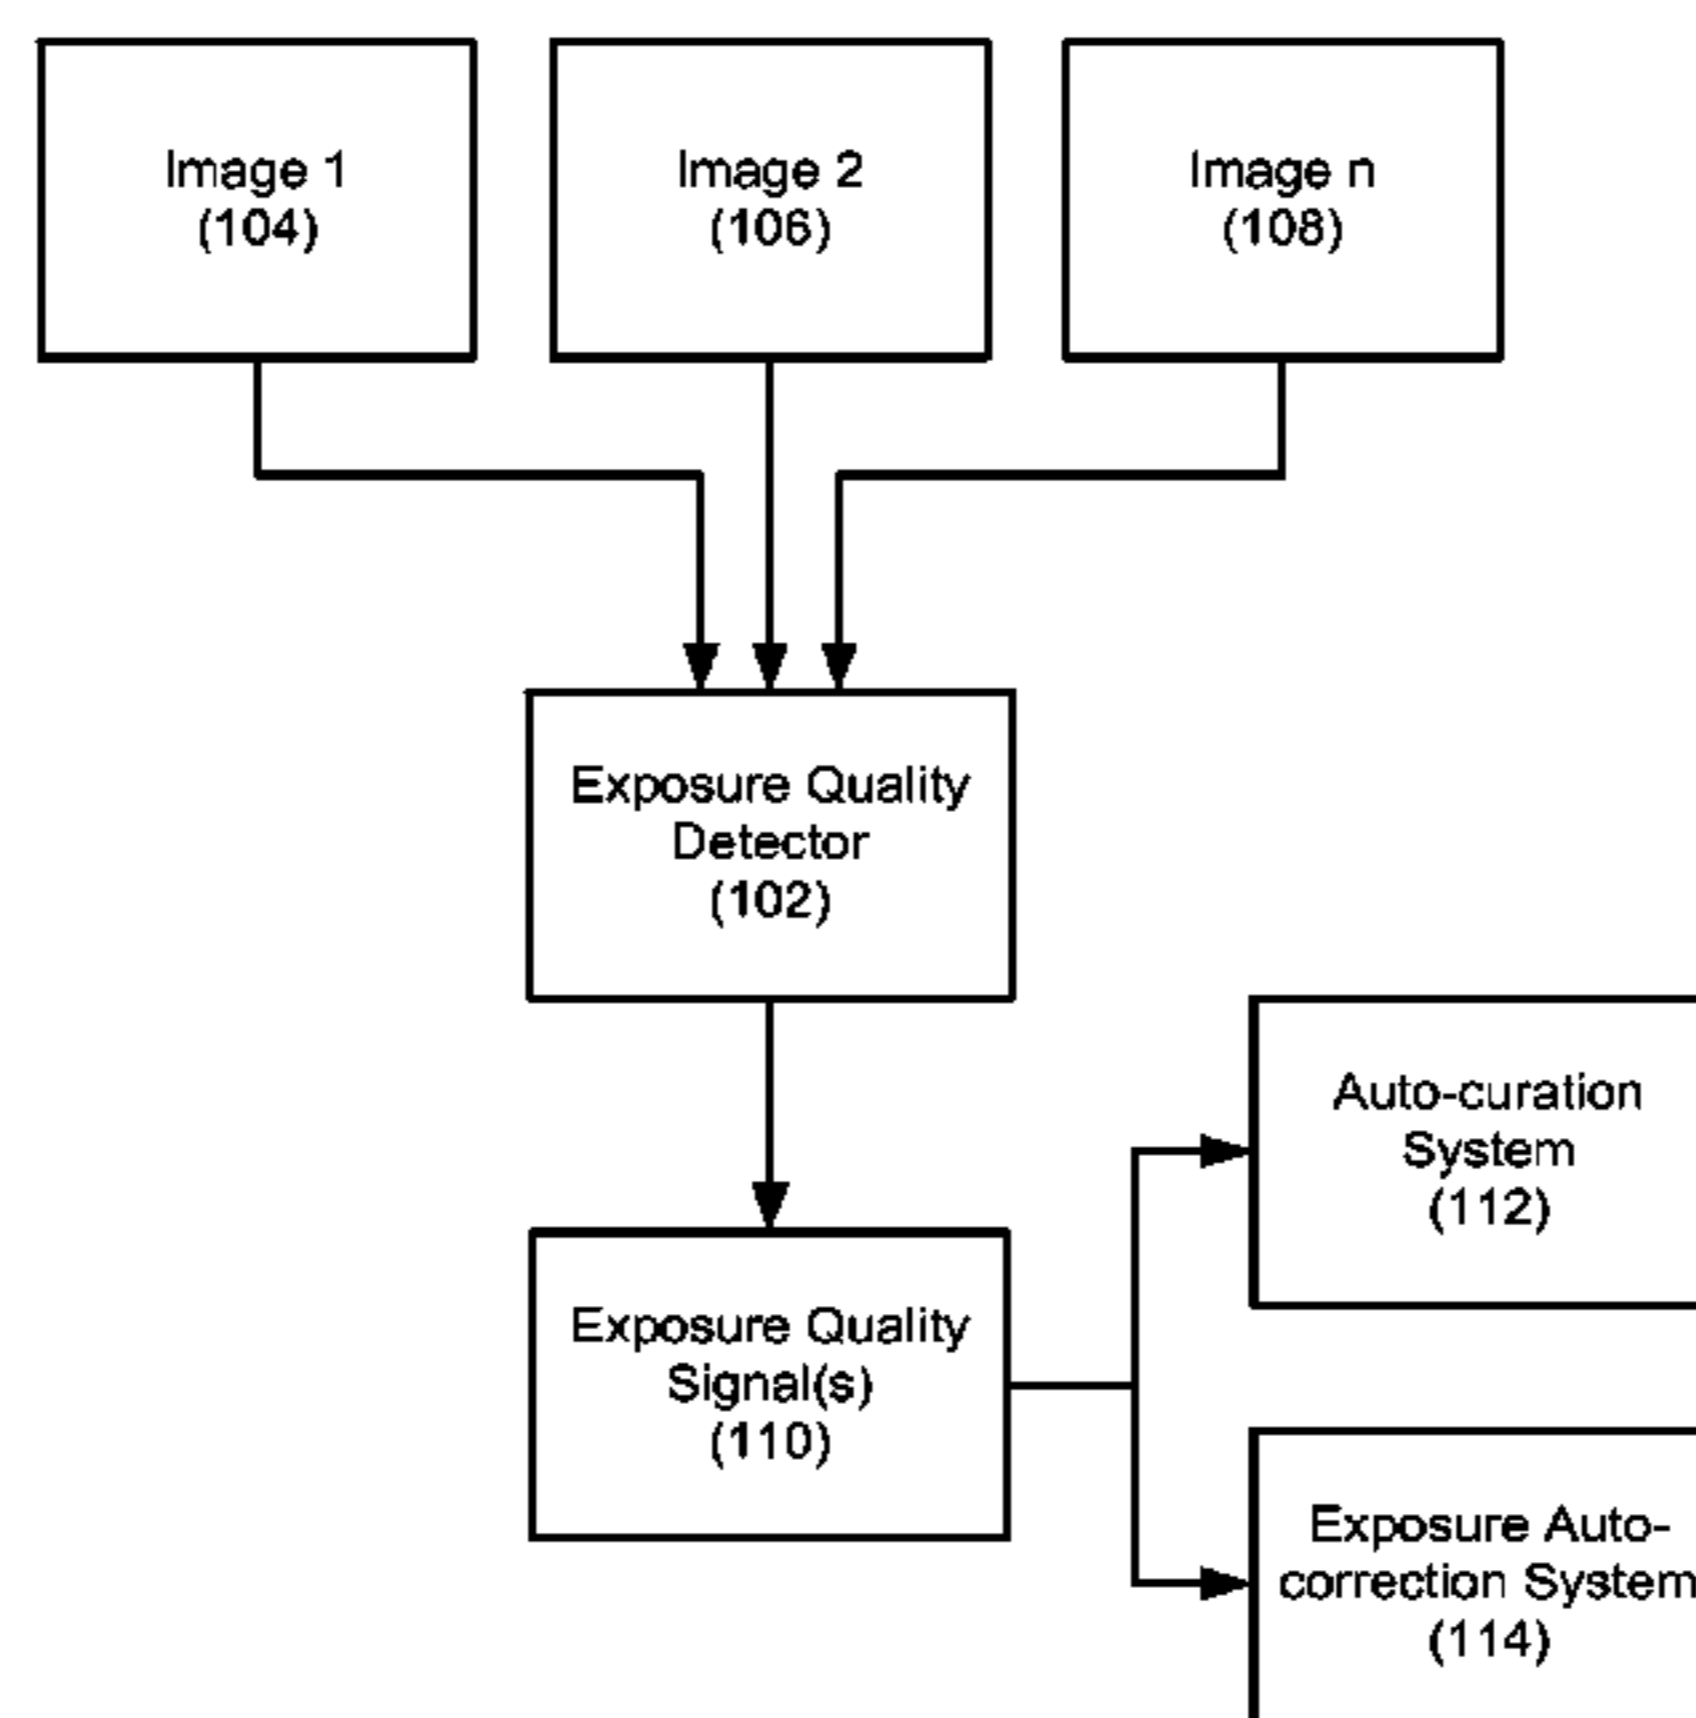 Image 1
(104)
Image 2
(106)
Image n
(108)
Exposure Quality
Detector
(102)
Auto-curation
System
(112)
Exposure Quality
Signal(s)
(110)
Exposure Auto-
correction System
(114)